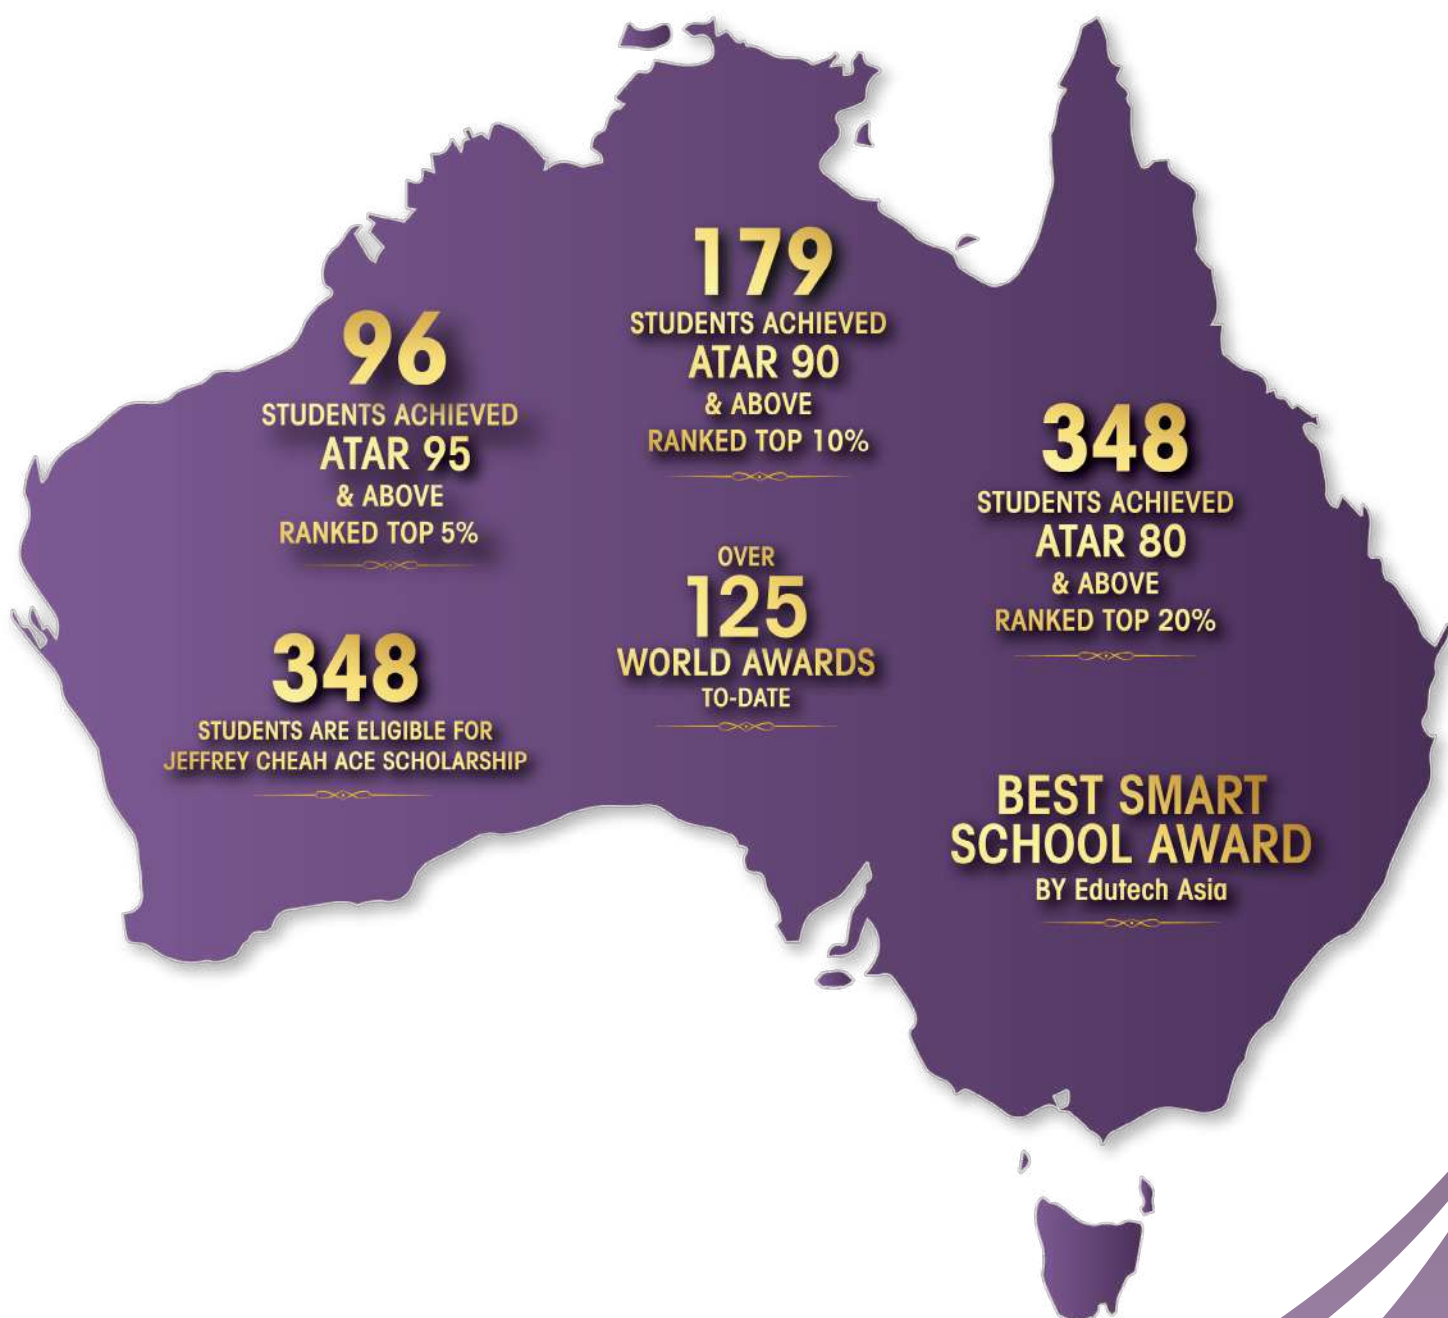 96
STUDENTS ACHIEVED
ATAR 95
& ABOVE
RANKED TOP 5%
179
STUDENTS ACHIEVED
ATAR 90
& ABOVE
RANKED TOP 10%
348
STUDENTS ACHIEVED
ATAR 80
& ABOVE
RANKED TOP 20%
348
STUDENTS ARE ELIGIBLE FOR
JEFFREY CHEAH ACE SCHOLARSHIP
OVER
125
WORLD AWARDS
TO-DATE
BEST SMART
SCHOOL AWARD
BY Edutech Asia